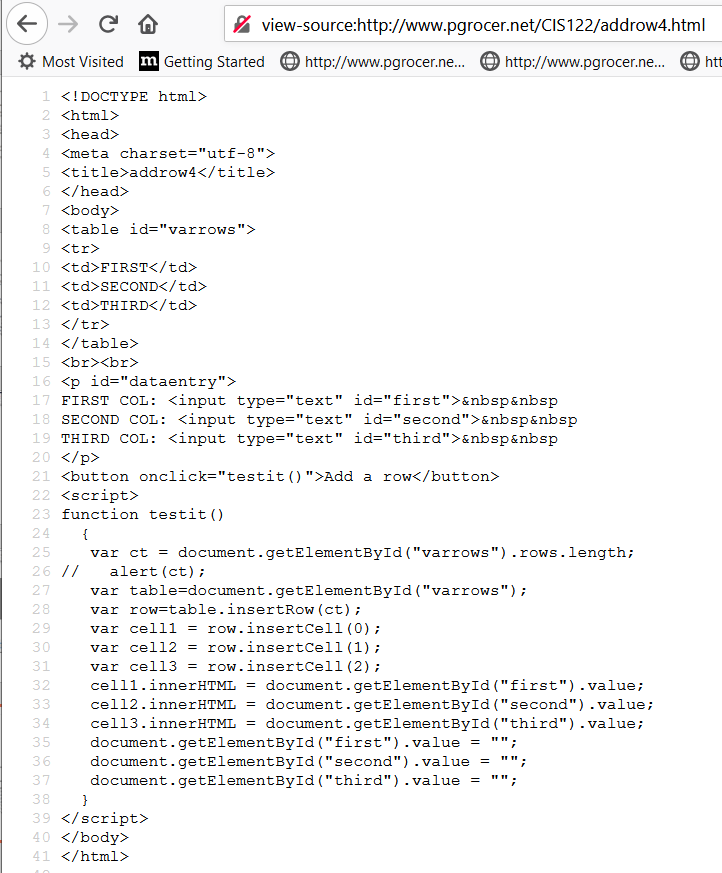 view-source:http://www.pgrocer.net/CIS122/addrow4.html
Most Visited m Getting Started http://www.pgrocer.ne... http://www.pgrocer.ne... htt
1 <!DOCTYPE html>
2 <html>
3 <head>
4 <meta charset="utf-8">
5 <title>addrow4</title>
6 </head>
7 <body>
8 <table id="varrows">
9 <tr>
10 <td>FIRST</td>
11 <td>SECOND</td>
12 <td>THIRD</td>
13 </tr>
14 </table>
15 <br><br>
16 <p id="dataentry">
17 FIRST COL: <input type="text" id="first">&nbsp&nbsp
18 SECOND COL: <input type="text" id="second">&nbsp&nbsp
19 THIRD COL: <input type="text" id="third">&nbsp&nbsp
20 </p>
21 <button onclick="testit()">Add a row</button>
22 <script>
23 function testit()
24   {
25    var ct = document.getElementById("varrows").rows.length;
26 //   alert(ct);
27    var table=document.getElementById("varrows");
28    var row=table.insertRow(ct);
29    var cell1 = row.insertCell(0);
30    var cell2 = row.insertCell(1);
31    var cell3 = row.insertCell(2);
32    cell1.innerHTML = document.getElementById("first").value;
33    cell2.innerHTML = document.getElementById("second").value;
34    cell3.innerHTML = document.getElementById("third").value;
35    document.getElementById("first").value = "";
36    document.getElementById("second").value = "";
37    document.getElementById("third").value = "";
38   }
39 </script>
40 </body>
41 </html>